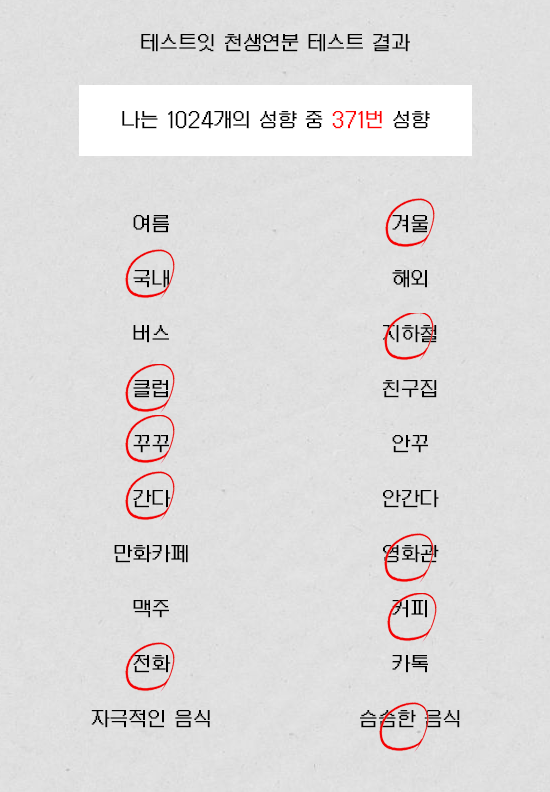 테스트잇 천생연분 테스트 결과
나는 1024개의 성향 중 371번 성향
여름 겨울
국내 해외
버스 지하철
클럽 친구집
꾸꾸 안꾸
간다 안간다
만화카페 영화관
맥주 커피
전화 카톡
자극적인 음식 슴슴한 음식